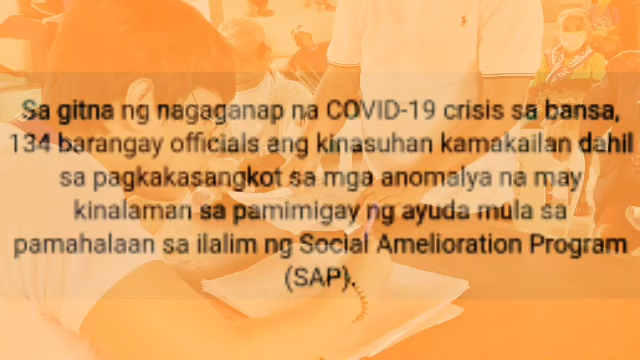 Sa gitna ng nagaganap na COVID-19 crisis sa bansa,
134 barangay officials ang kinasuhan kamakailan dahil
sa pagkakasangkot sa mga anomalya na may
kinalaman sa pamimigay ng ayuda mula sa
pamahalaan sa ilalim ng Social Amelioration Program
(SAP).